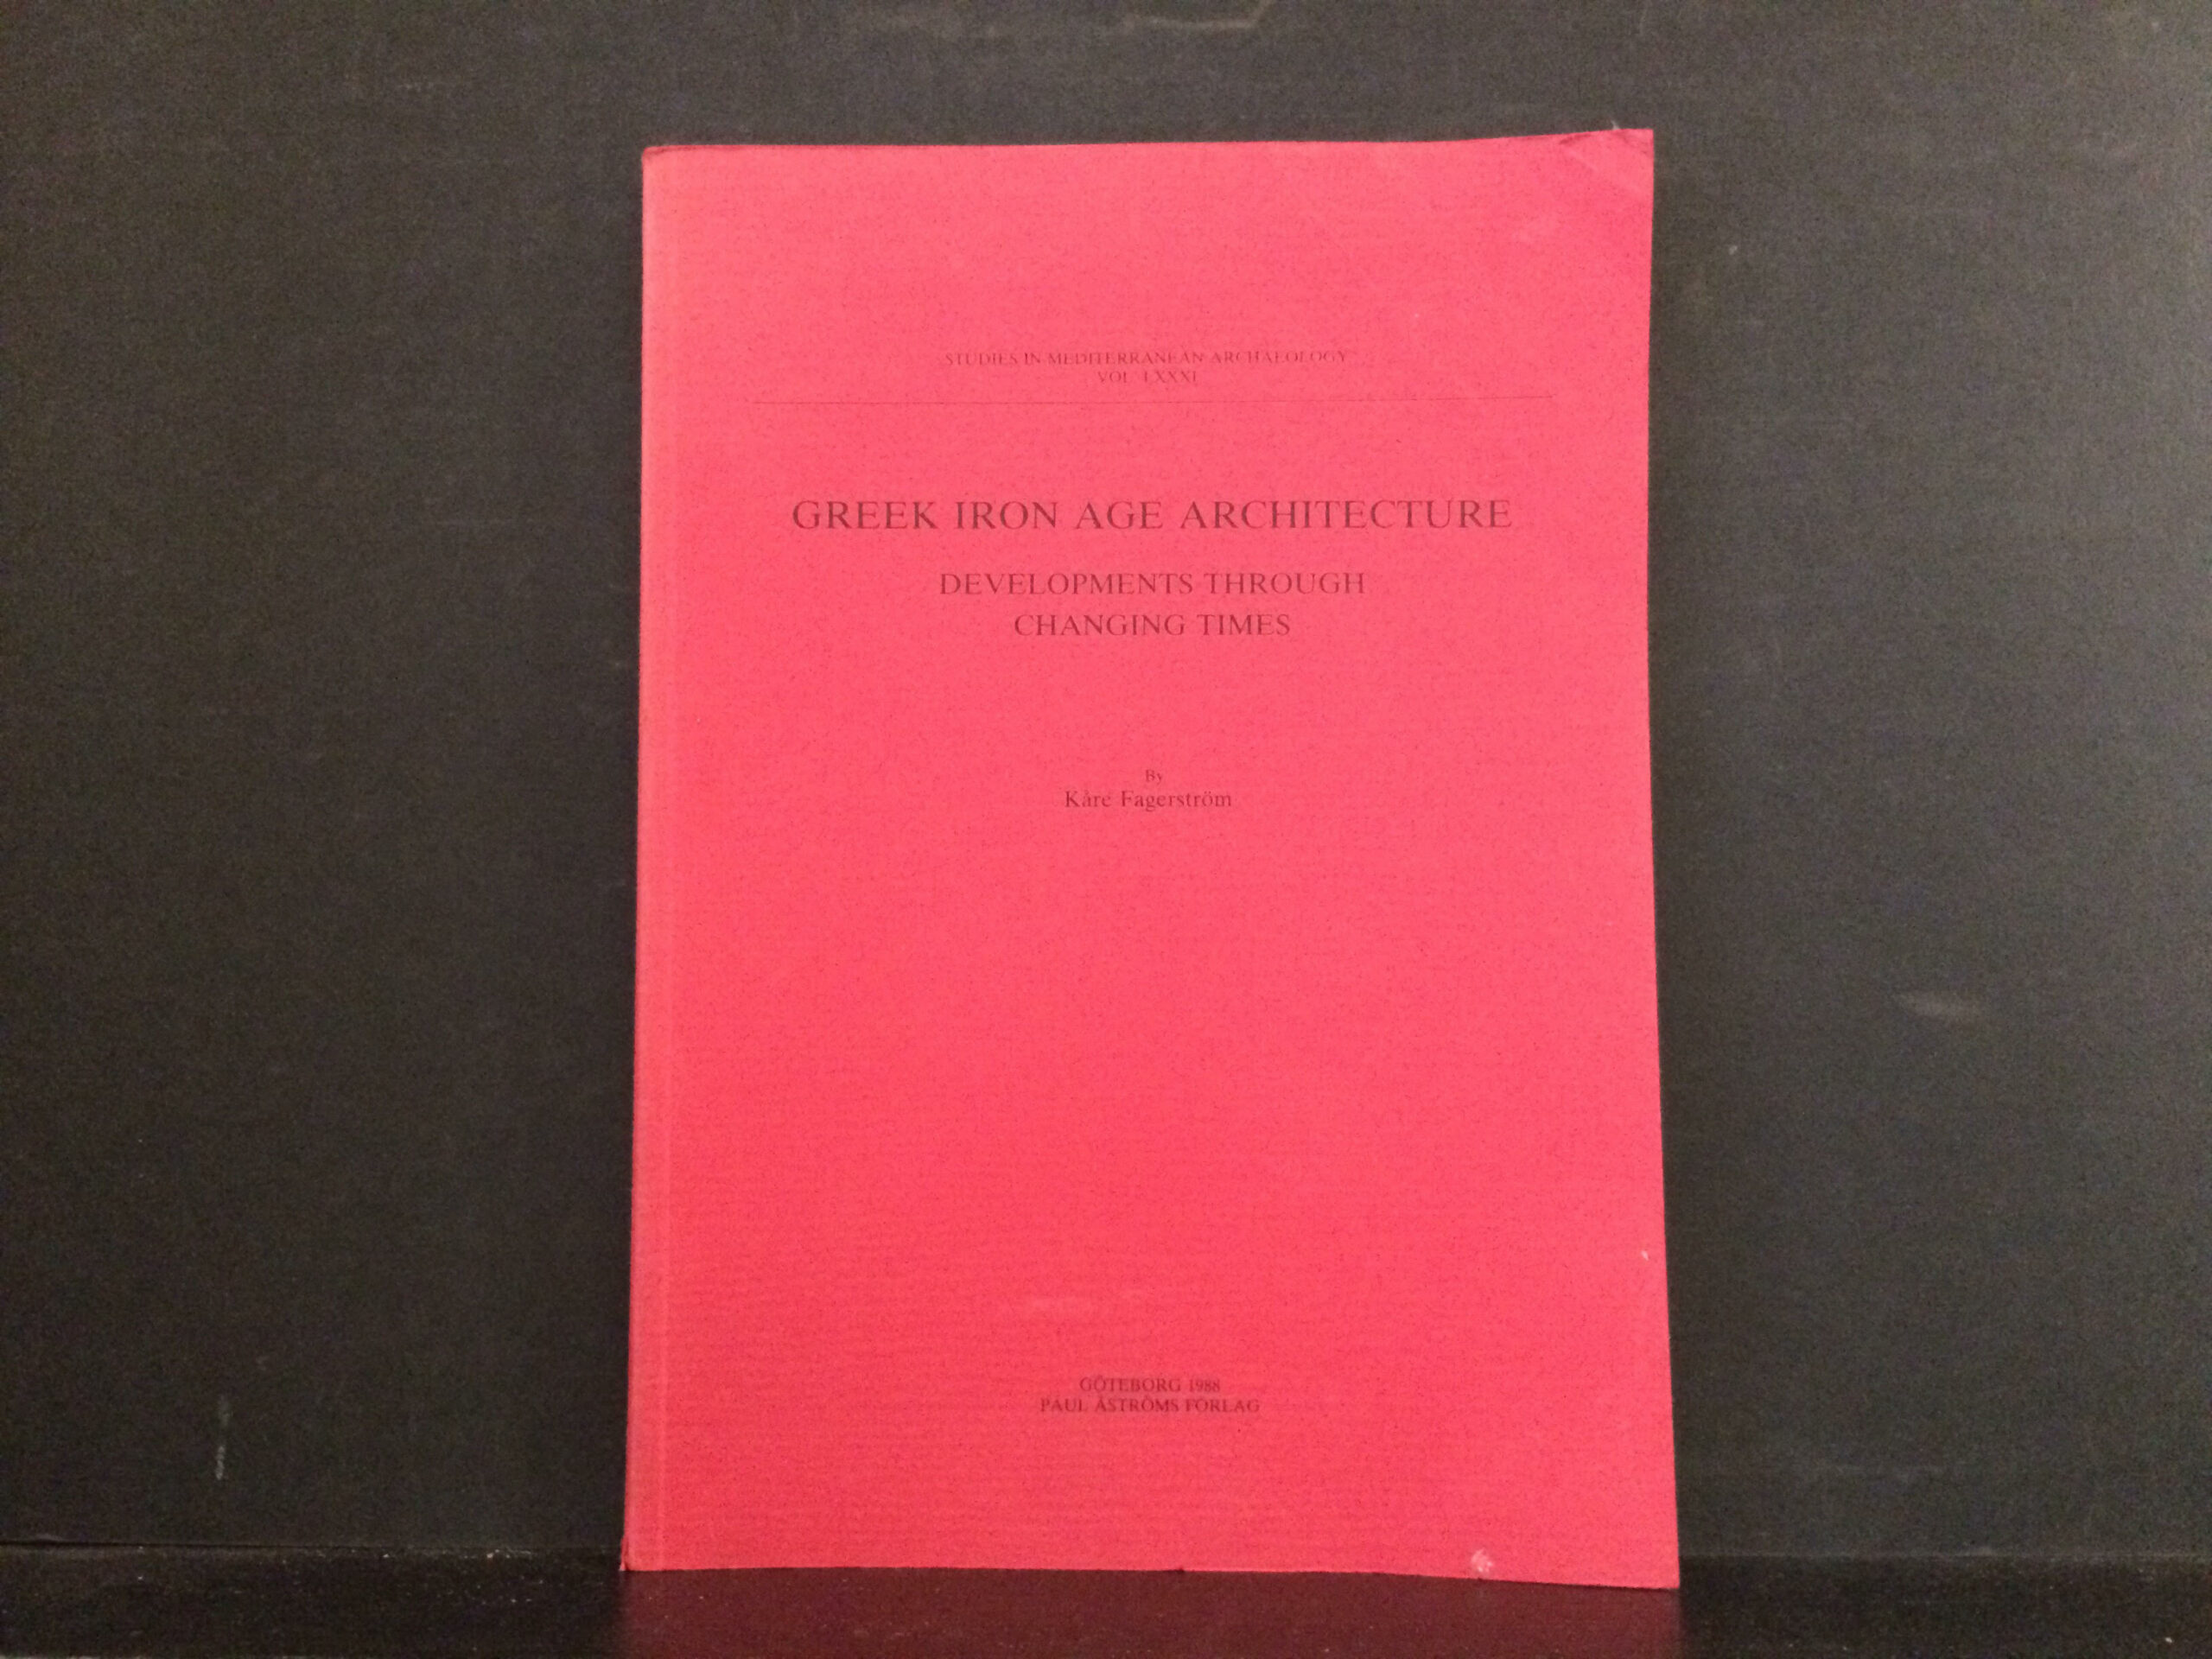 STUDIES IN MEDITERRANEAN ARCHAEOLOGY
VOL. LXXXI
GREEK IRON AGE ARCHITECTURE
DEVELOPMENTS THROUGH
CHANGING TIMES
By
Kåre Fagerström
GÖTEBORG 1988
PAUL ÅSTRÖMS FÖRLAG